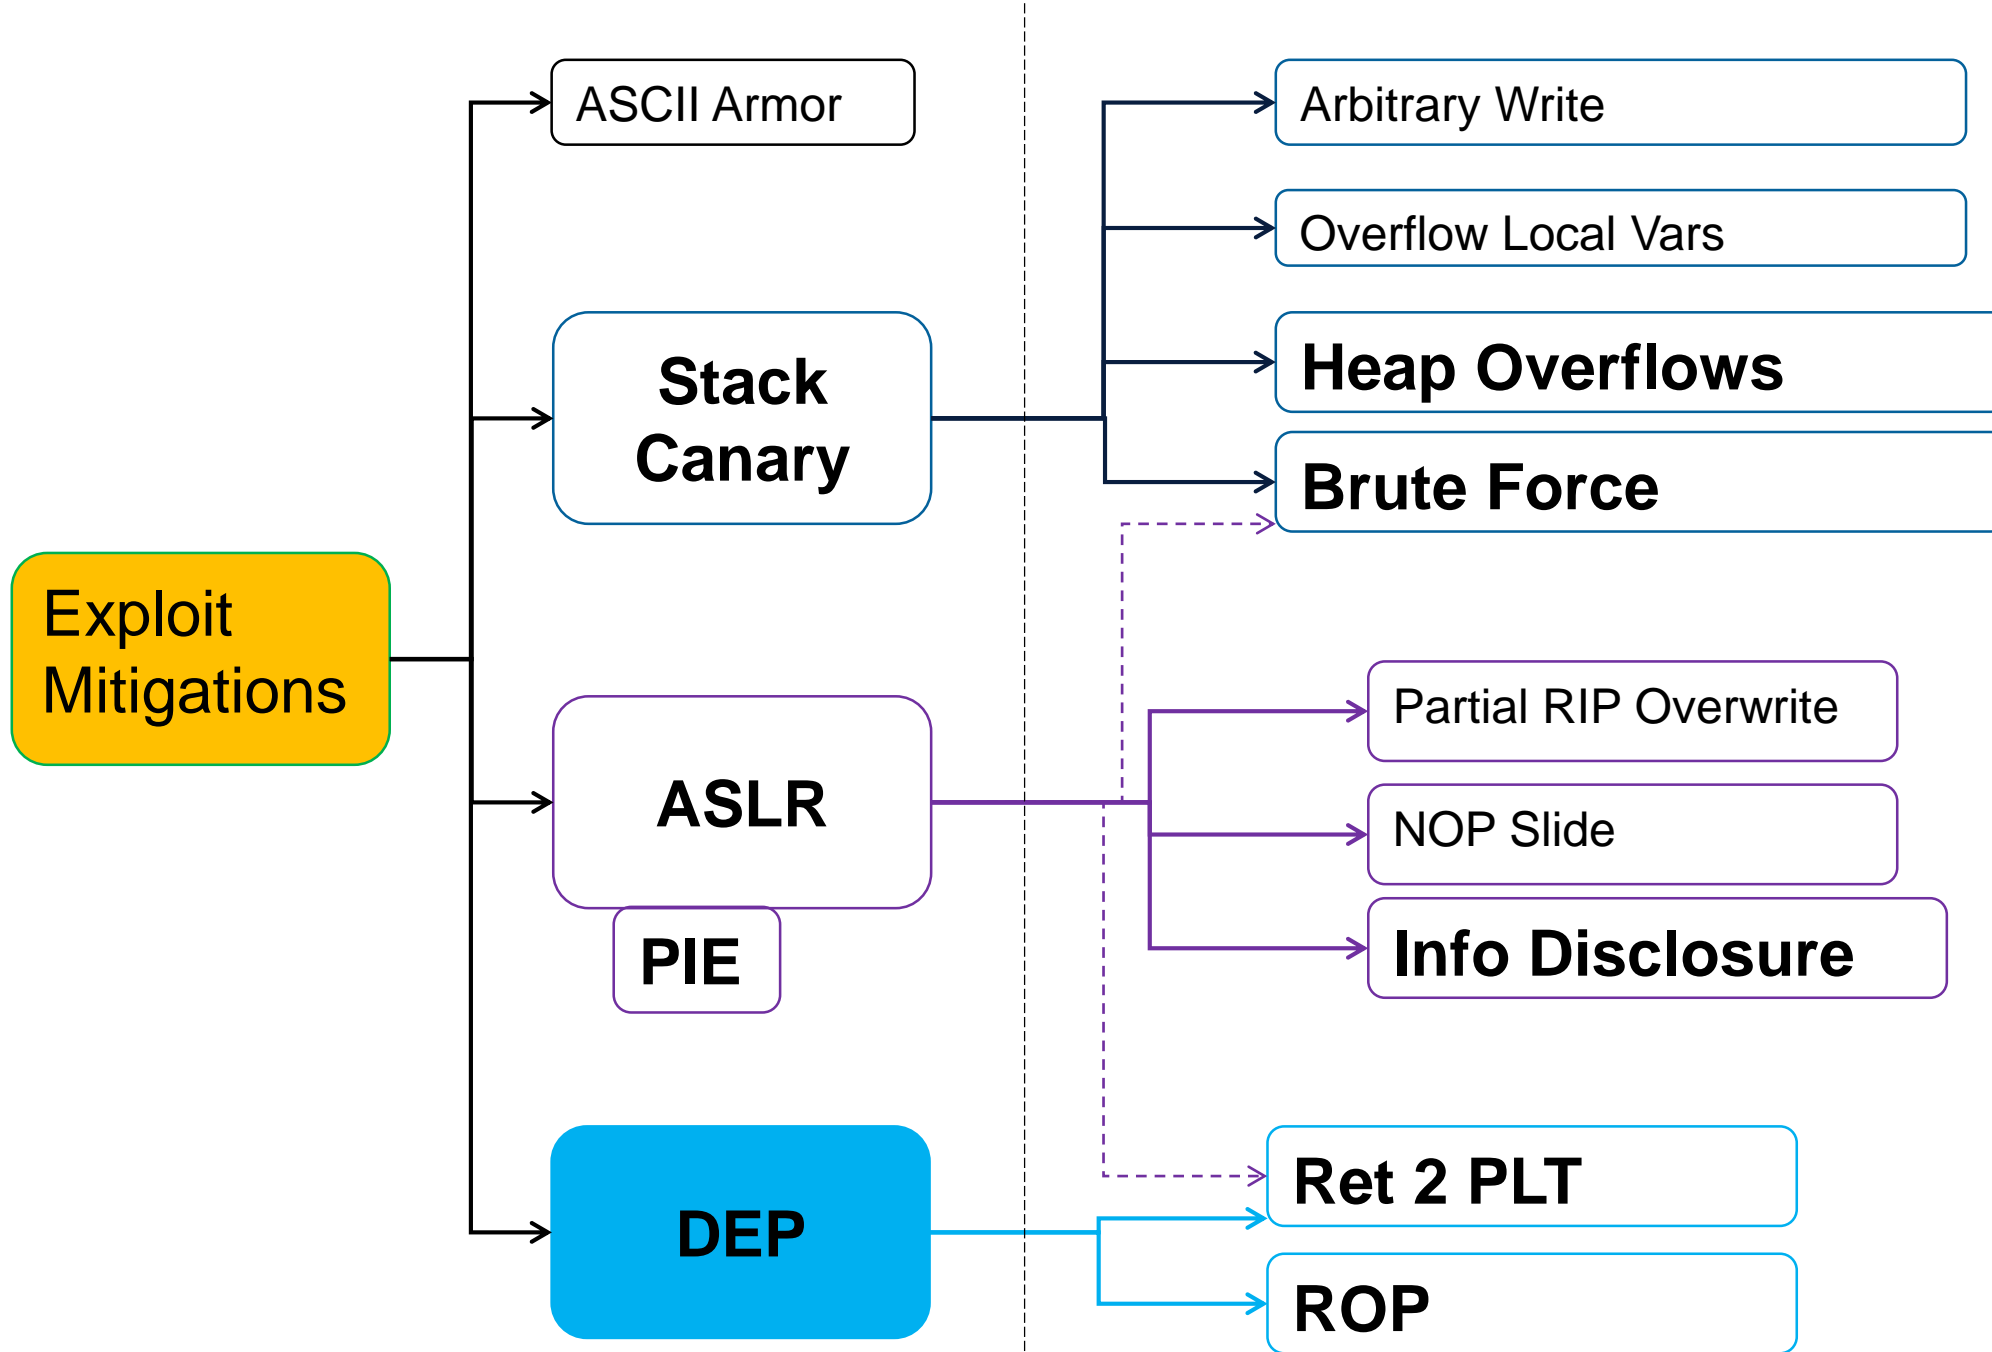 ASCII Armor
Arbitrary Write
Overflow Local Vars
Stack
Canary
Heap Overflows
Brute Force
Exploit
Mitigations
Partial RIP Overwrite
ASLR
NOP Slide
PIE
Info Disclosure
DEP
Ret 2 PLT
ROP